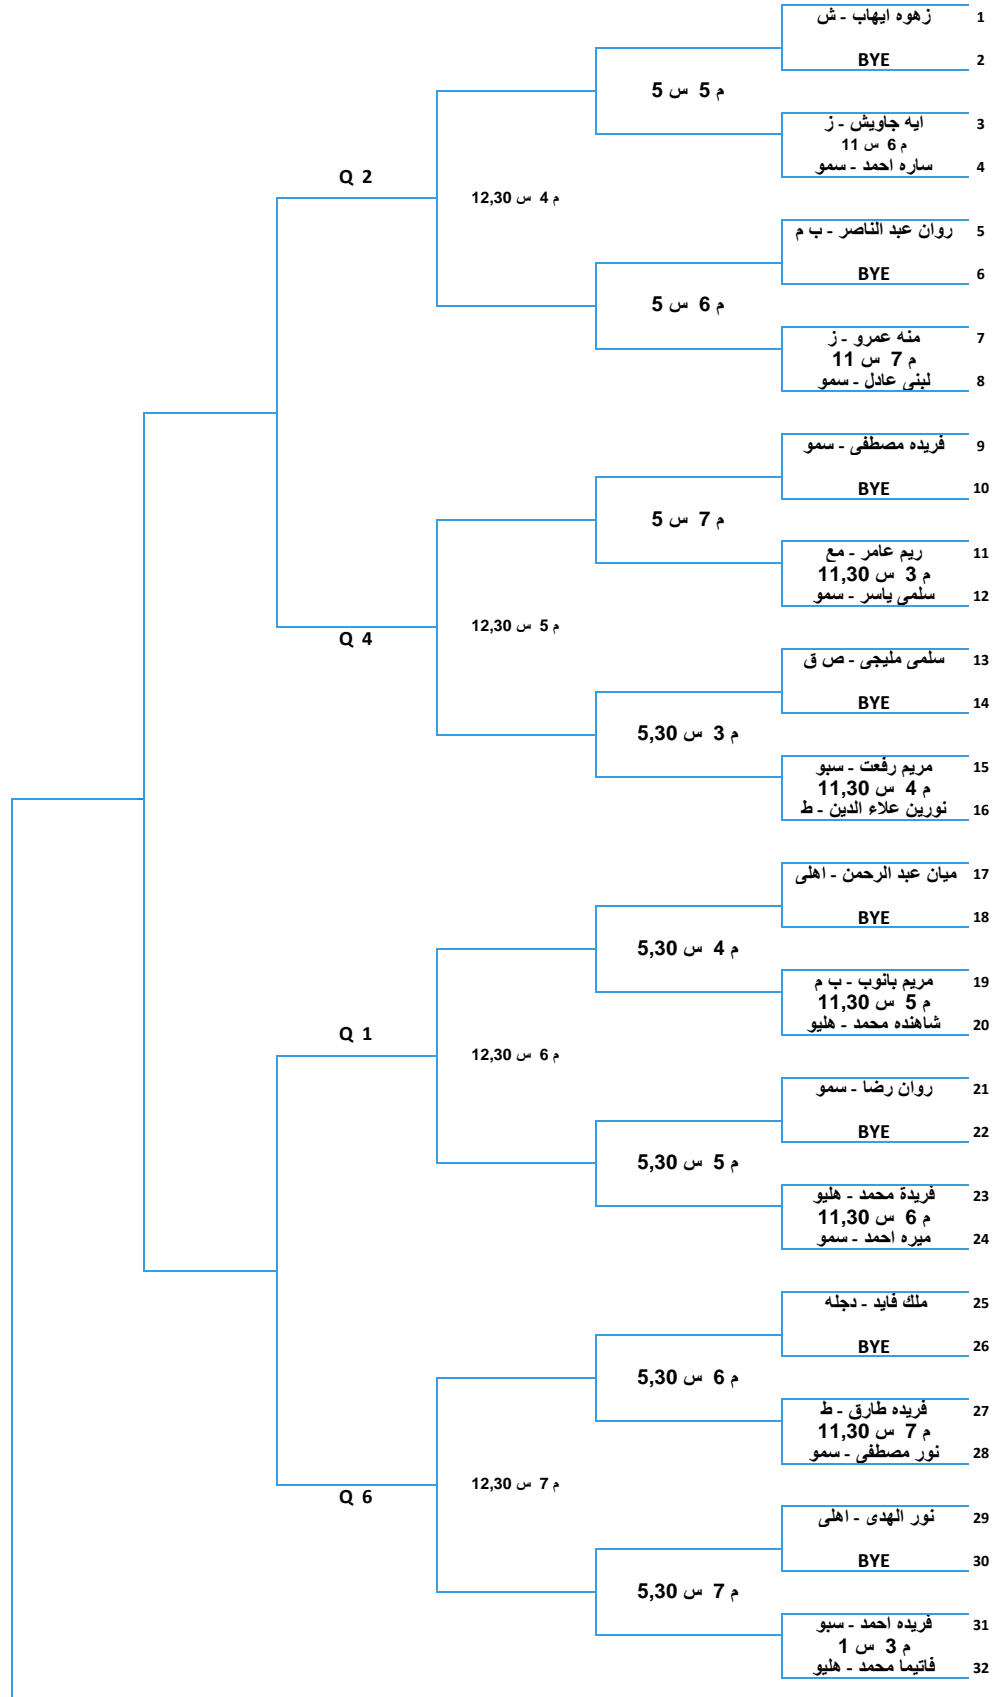 زهوه ايهاب - ش 1
BYE 2
م 5 س 5
ايه جاويش - ز 3
م 6 س 11
ساره احمد - سمو 4
Q 2
م 4 س 12,30
روان عبد الناصر - ب م 5
BYE 6
م 6 س 5
منه عمرو - ز 7
م 7 س 11
لبنى عادل - سمو 8
فريده مصطفى - سمو 9
BYE 10
م 7 س 5
ريم عامر - مع 11
م 3 س 11,30
سلمى ياسر - سمو 12
م 5 س 12,30
Q 4
سلمى مليجى - ص ق 13
BYE 14
م 3 س 5,30
مريم رفعت - سبو 15
م 4 س 11,30
نورين علاء الدين - ط 16
ميان عبد الرحمن - اهلى 17
BYE 18
م 4 س 5,30
مريم بانوب - ب م 19
م 5 س 11,30
شاهنده محمد - هليو 20
Q 1
م 6 س 12,30
روان رضا - سمو 21
BYE 22
م 5 س 5,30
فريدة محمد - هليو 23
م 6 س 11,30
ميره احمد - سمو 24
ملك فايد - دجله 25
BYE 26
م 6 س 5,30
فريده طارق - ط 27
م 7 س 11,30
نور مصطفى - سمو 28
م 7 س 12,30
Q 6
نور الهدى - اهلى 29
BYE 30
م 7 س 5,30
فريده احمد - سبو 31
م 3 س 1
فاتيما محمد - هليو 32